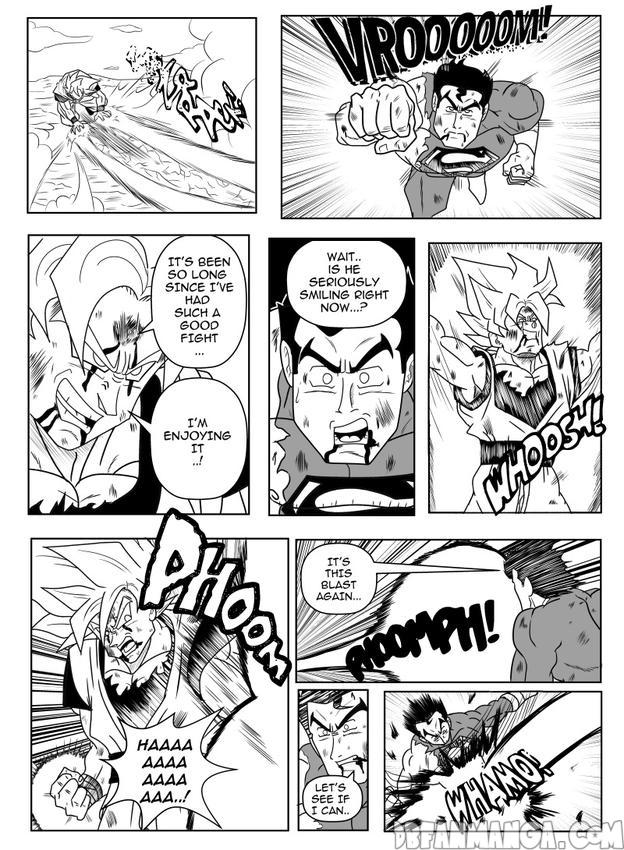 VROOOOOM!
IT'S BEEN
SO LONG
SINCE I'VE
HAD
SUCH A
GOOD
FIGHT
...
I'M
ENJOYING
IT
..!
WAIT..
IS HE
SERIOUSLY
SMILING RIGHT
NOW...?
WHOOSH!
PHOOM
HAAAA
AAAA
AAAA
AAA..!
IT'S
THIS
BLAST
AGAIN...
PHOOMPH!
LET'S
SEE IF
I CAN..
WHAMO!
DBFANMANGA.COM